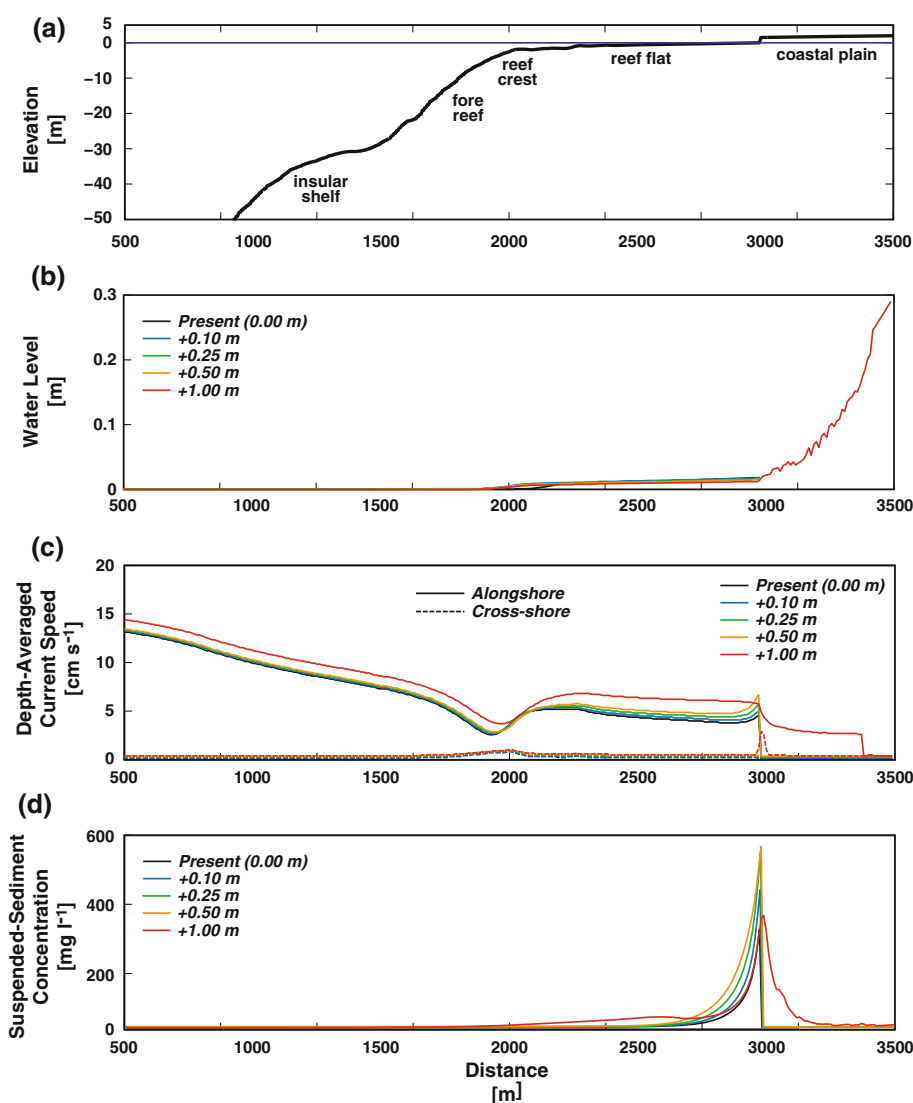 (a)
5
0
−10
−20
−30
−40
−50
Elevation
[m]
reef
crest
reef flat
coastal plain
fore
reef
insular
shelf
500
1000
1500
2000
2500
3000
3500
(b)
0.3
0.2
0.1
0
Water Level
[m]
Present (0.00 m)
+0.10 m
+0.25 m
+0.50 m
+1.00 m
500
1000
1500
2000
2500
3000
3500
(c)
20
15
10
5
0
Depth-Averaged
Current Speed
[cm s⁻¹]
Alongshore
Cross-shore
Present (0.00 m)
+0.10 m
+0.25 m
+0.50 m
+1.00 m
500
1000
1500
2000
2500
3000
3500
(d)
600
400
200
0
Suspended-Sediment
Concentration
[mg l⁻¹]
Present (0.00 m)
+0.10 m
+0.25 m
+0.50 m
+1.00 m
500
1000
1500
2000
2500
3000
3500
Distance
[m]